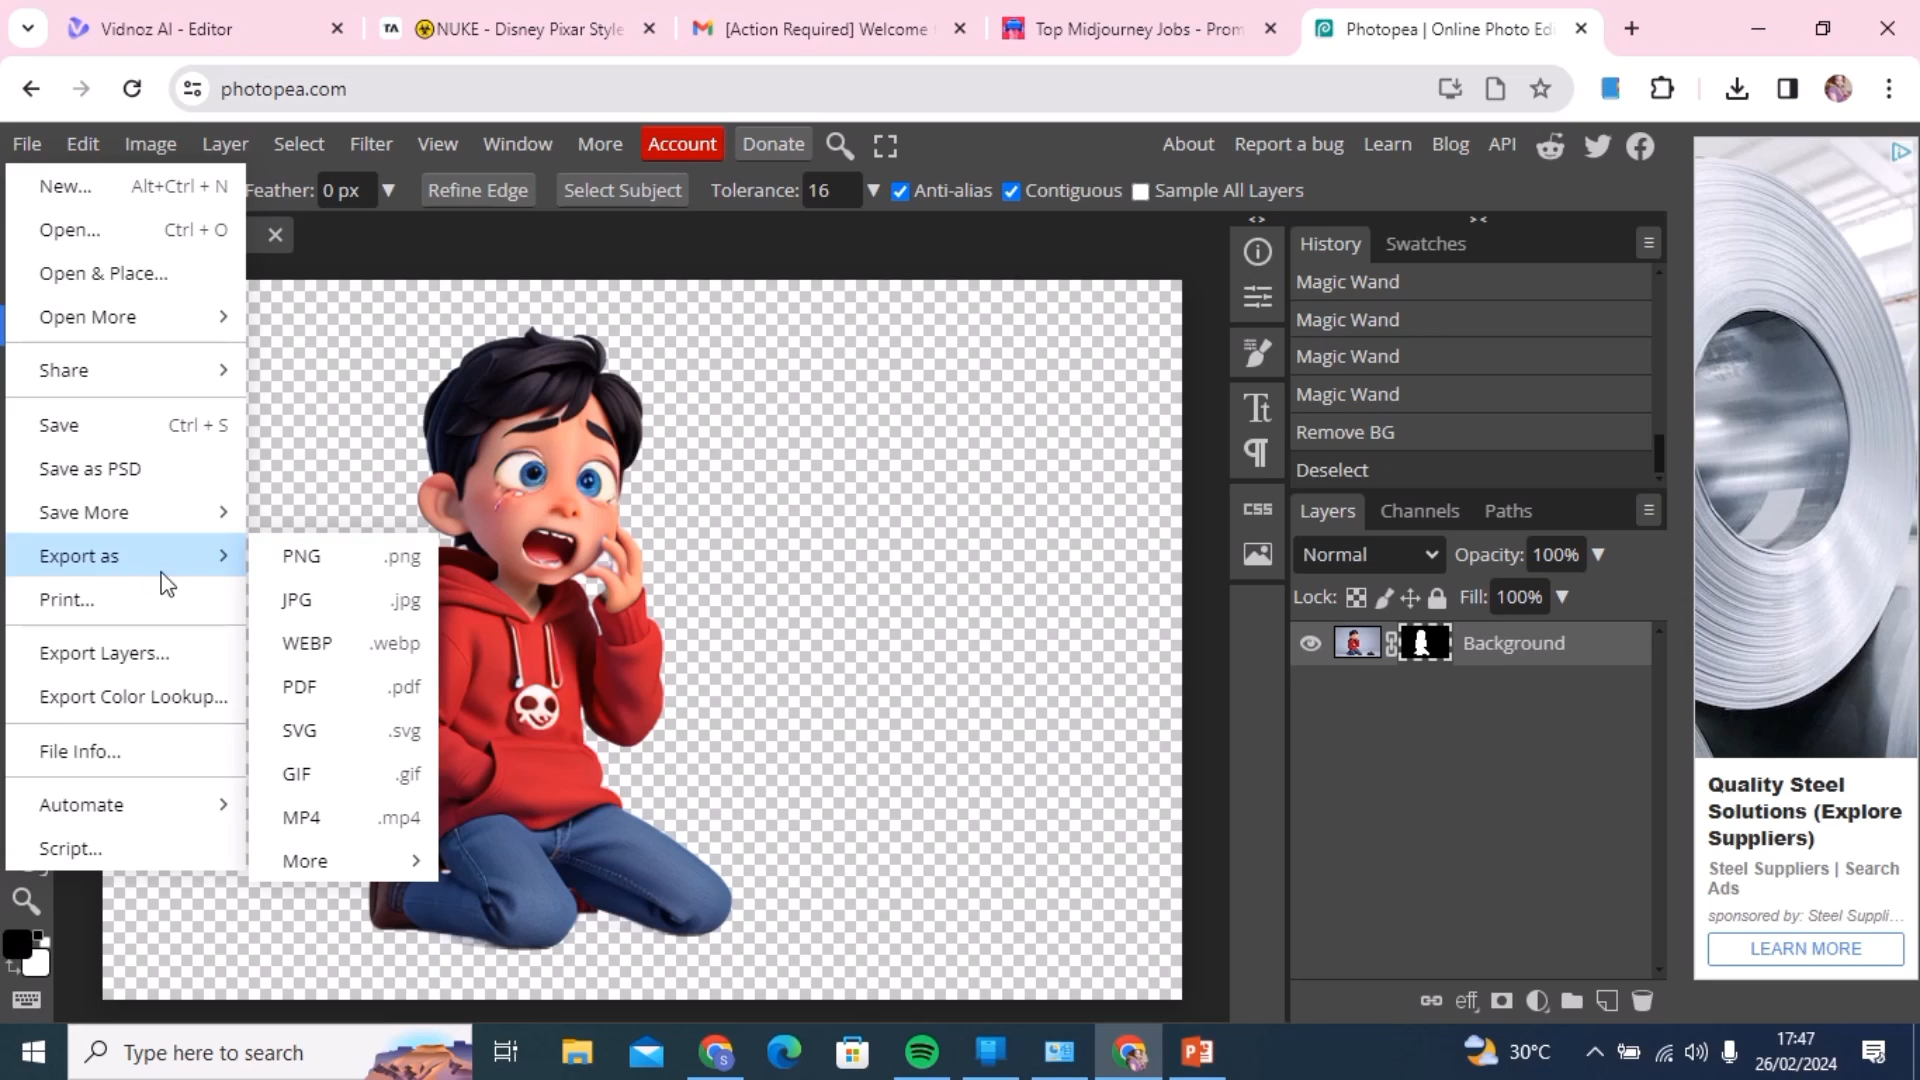 Vidnoz AI - Editor
NUKE - Disney Pixar Style
[Action Required] Welcome
Top Midjourney Jobs - Prom
Photopea | Online Photo Edi
photopea.com
File Edit Image Layer Select Filter View Window More Account Donate About Report a bug Learn Blog API
Feather: 0 px Refine Edge Select Subject Tolerance: 16 Anti-alias Contiguous Sample All Layers
New... Alt+Ctrl + N
Open... Ctrl + O
Open & Place...
Open More
Share
Save Ctrl + S
Save as PSD
Save More
Export as
Print...
Export Layers...
Export Color Lookup...
File Info...
Automate
Script...
PNG .png
JPG .jpg
WEBP .webp
PDF .pdf
SVG .svg
GIF .gif
MP4 .mp4
More
CSS
History Swatches
Magic Wand
Magic Wand
Magic Wand
Magic Wand
Remove BG
Deselect
Layers Channels Paths
Normal Opacity: 100%
Lock: Fill: 100%
Background
eff
Quality Steel
Solutions (Explore
Suppliers)
Steel Suppliers | Search
Ads
sponsored by: Steel Suppli...
LEARN MORE
Type here to search
30°C
17:47
26/02/2024